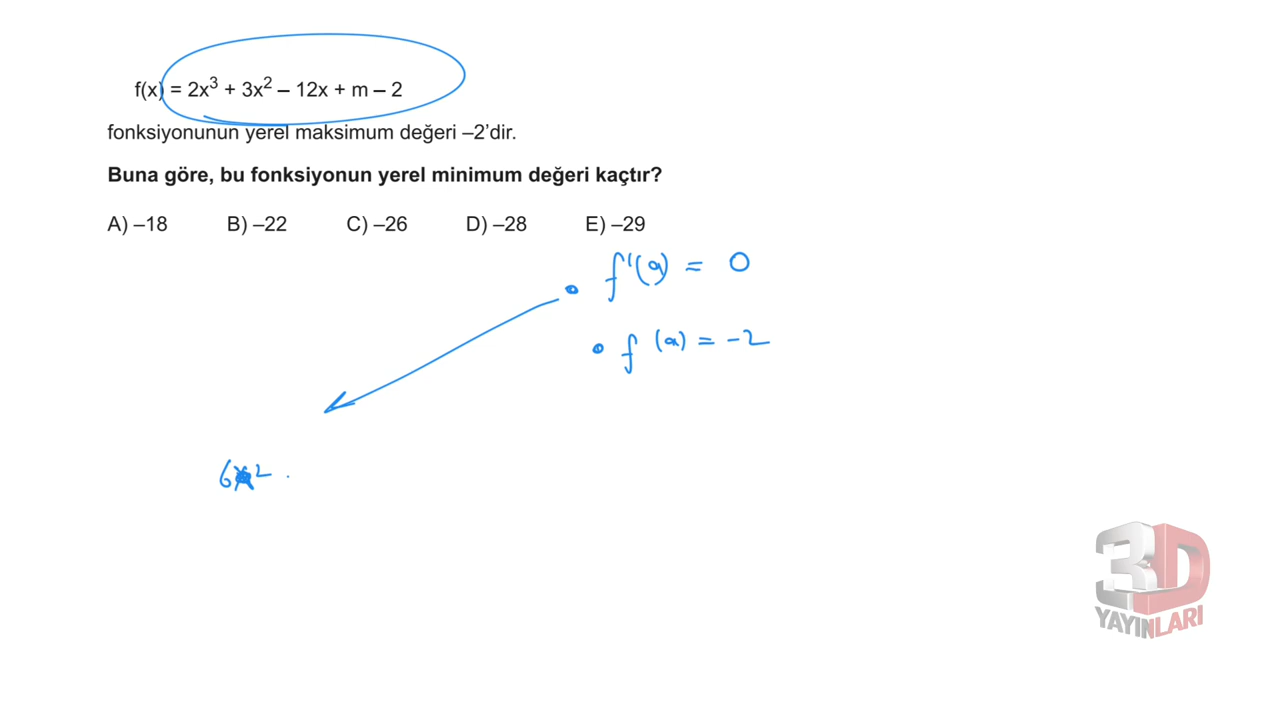 f(x) = 2x³ + 3x² – 12x + m – 2
fonksiyonunun yerel maksimum değeri –2’dir.
Buna göre, bu fonksiyonun yerel minimum değeri kaçtır?
A) –18 B) –22 C) –26 D) –28 E) –29
• f'(a) = 0
• f (a) = -2
6x²
3D
YAYINLARI